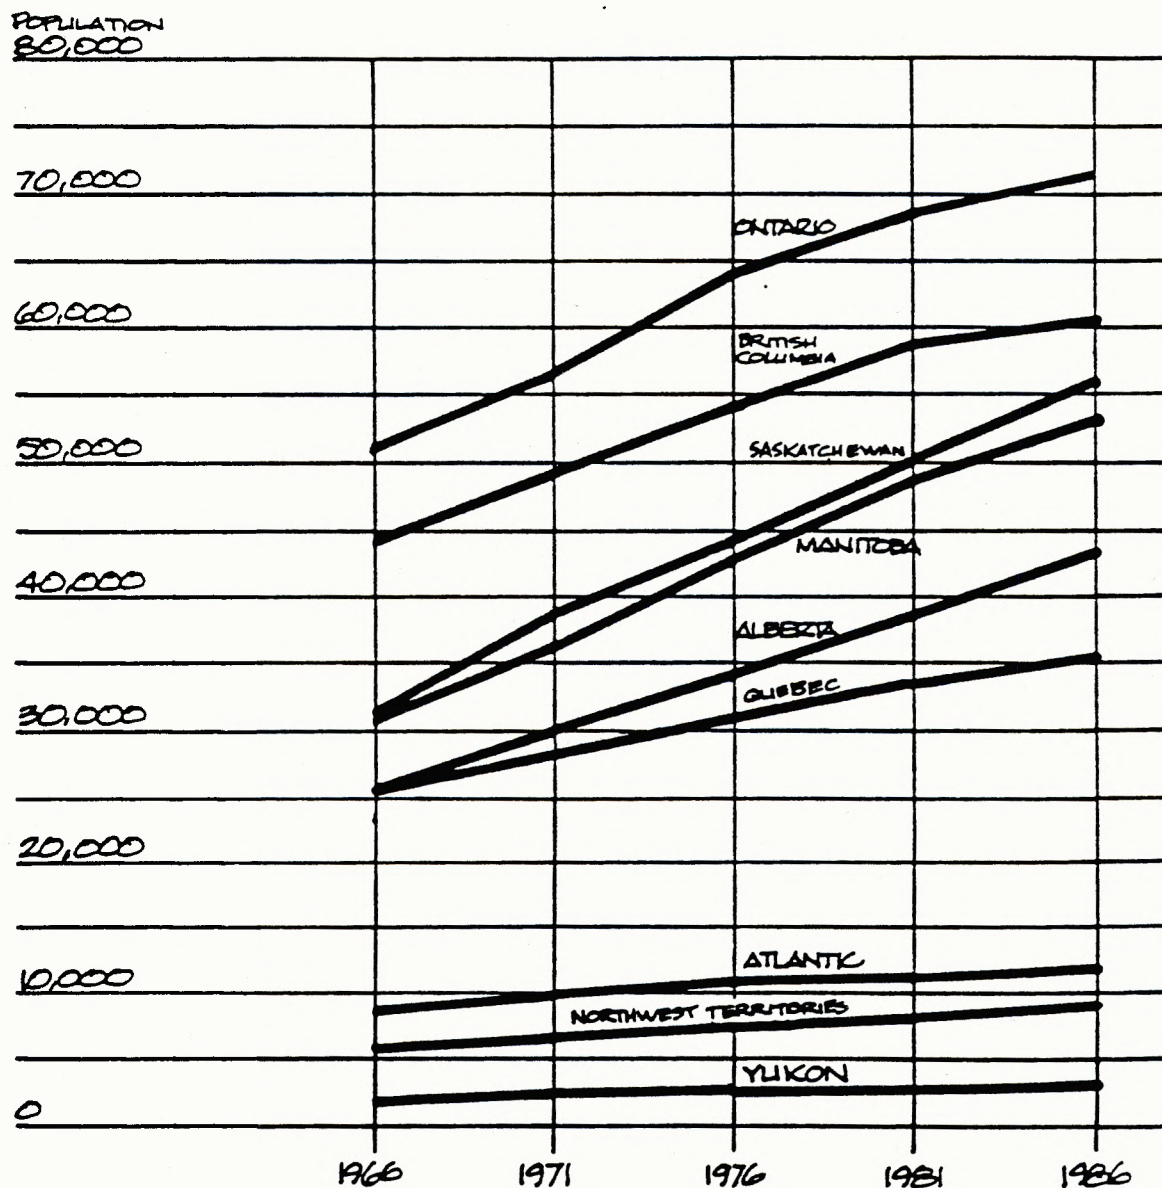 POPULATION
80,000
70,000
ONTARIO
60,000
BRITISH
COLUMBIA
50,000
SASKATCHEWAN
MANITOBA
40,000
ALBERTA
QUEBEC
30,000
20,000
ATLANTIC
10,000
NORTHWEST TERRITORIES
YUKON
0
1966 1971 1976 1981 1986